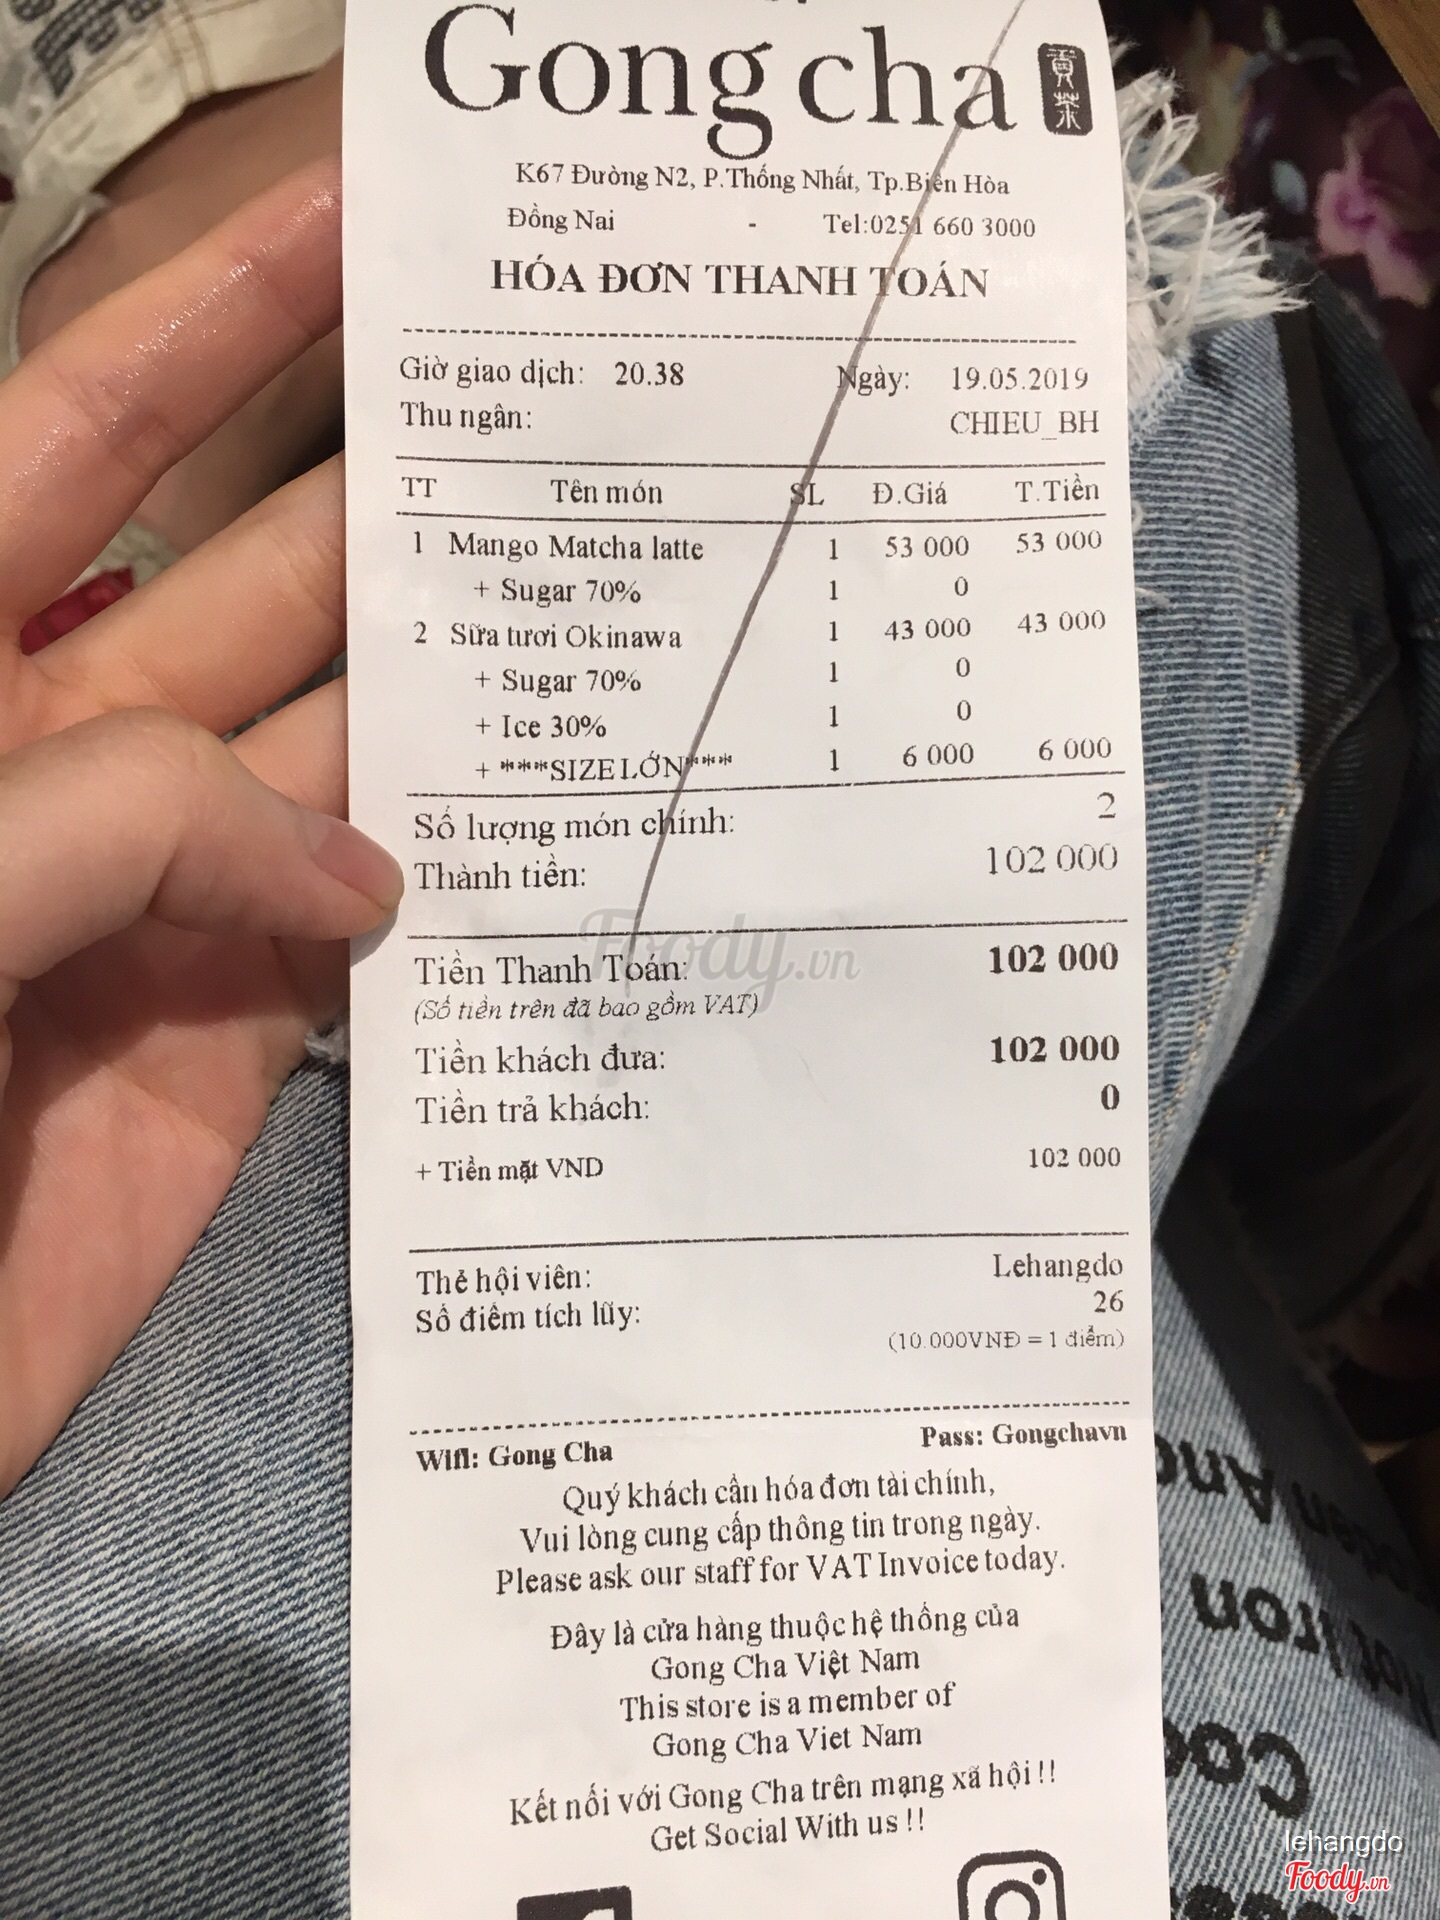 Gong cha 貢茶
K67 Đường N2, P.Thống Nhất, Tp.Biên Hòa
Đồng Nai - Tel:0251 660 3000
HÓA ĐƠN THANH TOÁN
Giờ giao dịch: 20.38 Ngày: 19.05.2019
Thu ngân: CHIEU_BH
TT Tên món SL Đ.Giá T.Tiền
1 Mango Matcha latte 1 53 000 53 000
+ Sugar 70% 1 0
2 Sữa tươi Okinawa 1 43 000 43 000
+ Sugar 70% 1 0
+ Ice 30% 1 0
+ ***SIZE LỚN*** 1 6 000 6 000
Số lượng món chính: 2
Thành tiền: 102 000
Tiền Thanh Toán: 102 000
(Số tiền trên đã bao gồm VAT)
Foody.vn
Tiền khách đưa: 102 000
Tiền trả khách: 0
+ Tiền mặt VND 102 000
Thẻ hội viên: Lehangdo
Số điểm tích lũy: 26
(10.000VNĐ = 1 điểm)
Wifi: Gong Cha Pass: Gongchavn
Quý khách cần hóa đơn tài chính,
Vui lòng cung cấp thông tin trong ngày.
Please ask our staff for VAT Invoice today.
Đây là cửa hàng thuộc hệ thống của
Gong Cha Việt Nam
This store is a member of
Gong Cha Viet Nam
Kết nối với Gong Cha trên mạng xã hội !!
Get Social With us !!
lehangdo
Foody.vn